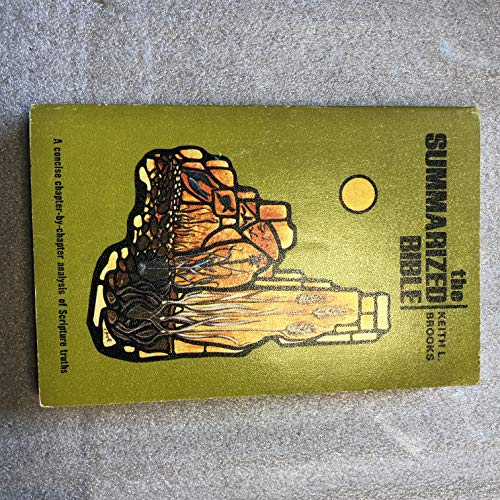 the
SUMMARIZED
BIBLE
KEITH L.
BROOKS
A concise chapter-by-chapter analysis of Scripture truths